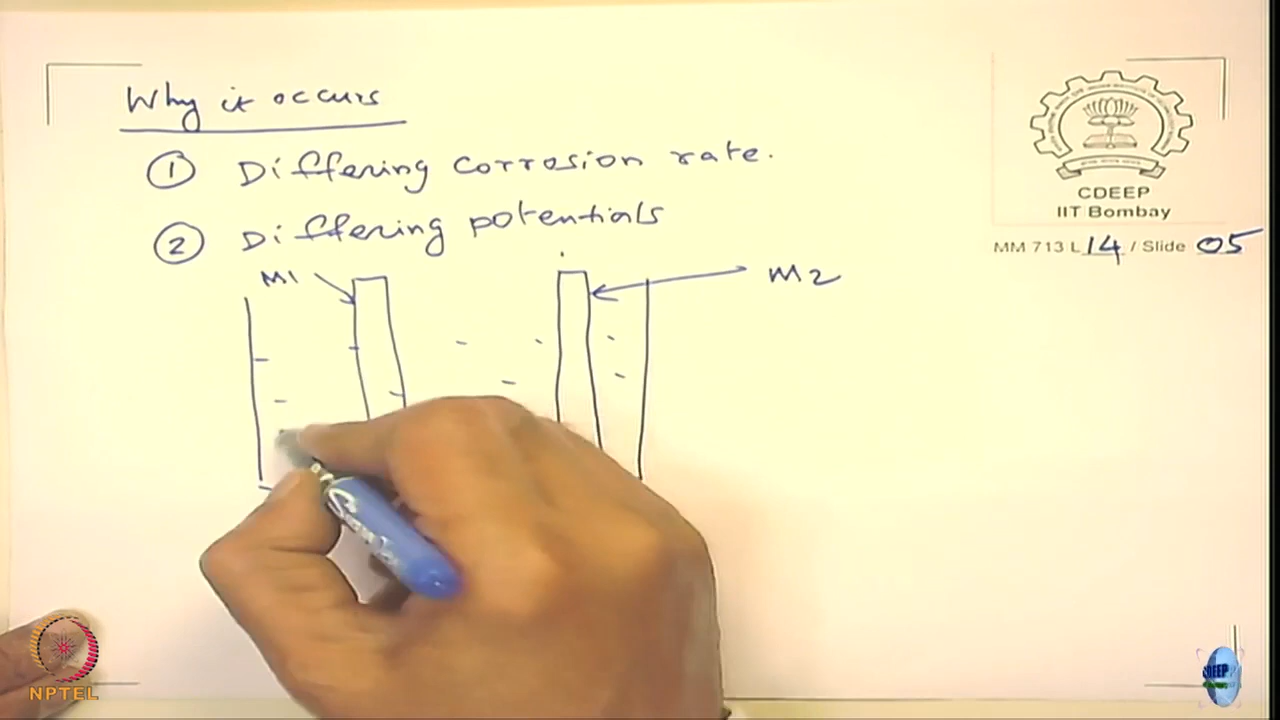 Why it occurs
① Differing corrosion rate.
② Differing potentials
M1
M2
CDEEP
IIT Bombay
MM 713 L 14 / Slide 05
NPTEL
CDEEP